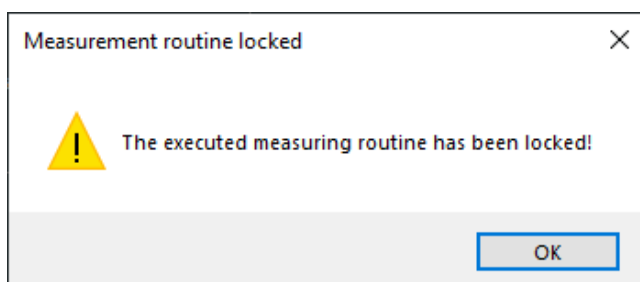 Measurement routine locked
The executed measuring routine has been locked!
OK